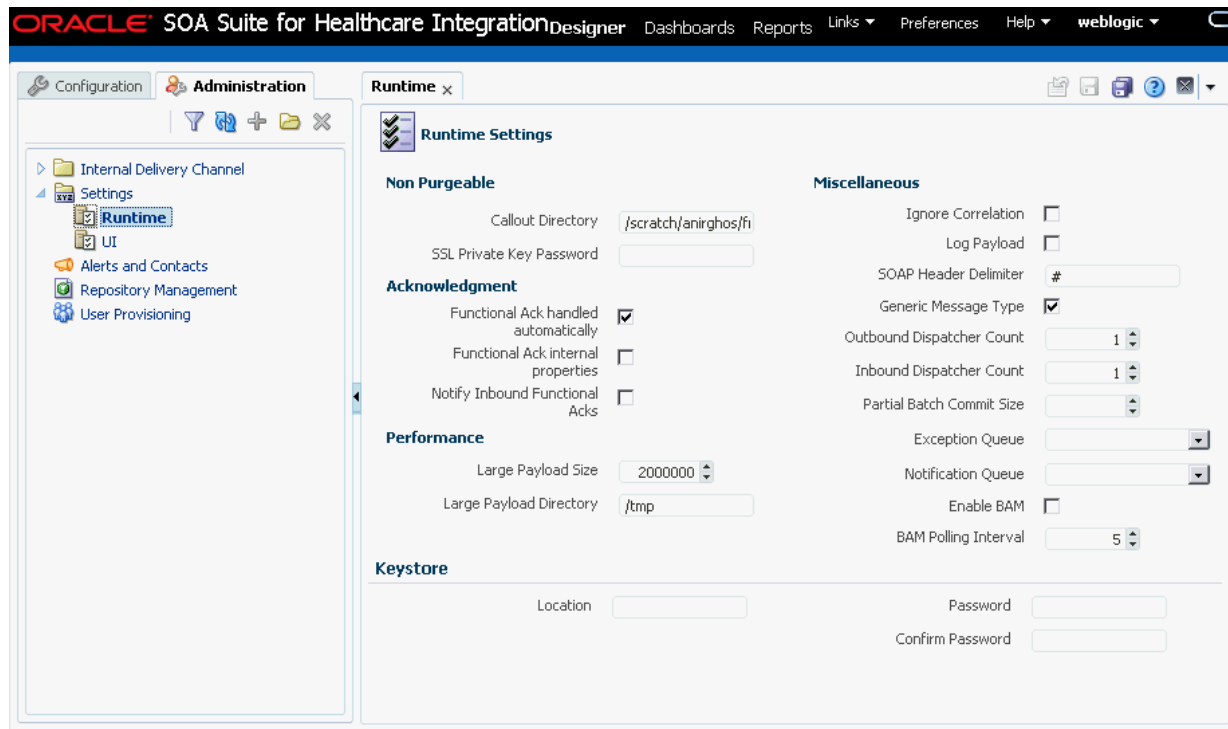 ORACLE SOA Suite for Healthcare Integration Designer Dashboards Reports Links Preferences Help weblogic
Configuration Administration
Internal Delivery Channel
XYZ Settings
Runtime
UI
Alerts and Contacts
Repository Management
User Provisioning
Runtime x
Runtime Settings
Non Purgeable
Callout Directory /scratch/anirghos/
SSL Private Key Password
Acknowledgment
Functional Ack handled
automatically
Functional Ack internal
properties
Notify Inbound Functional
Acks
Performance
Large Payload Size 2000000
Large Payload Directory /tmp
Miscellaneous
Ignore Correlation
Log Payload
SOAP Header Delimiter #
Generic Message Type
Outbound Dispatcher Count 1
Inbound Dispatcher Count 1
Partial Batch Commit Size
Exception Queue
Notification Queue
Enable BAM
BAM Polling Interval 5
Keystore
Location
Password
Confirm Password